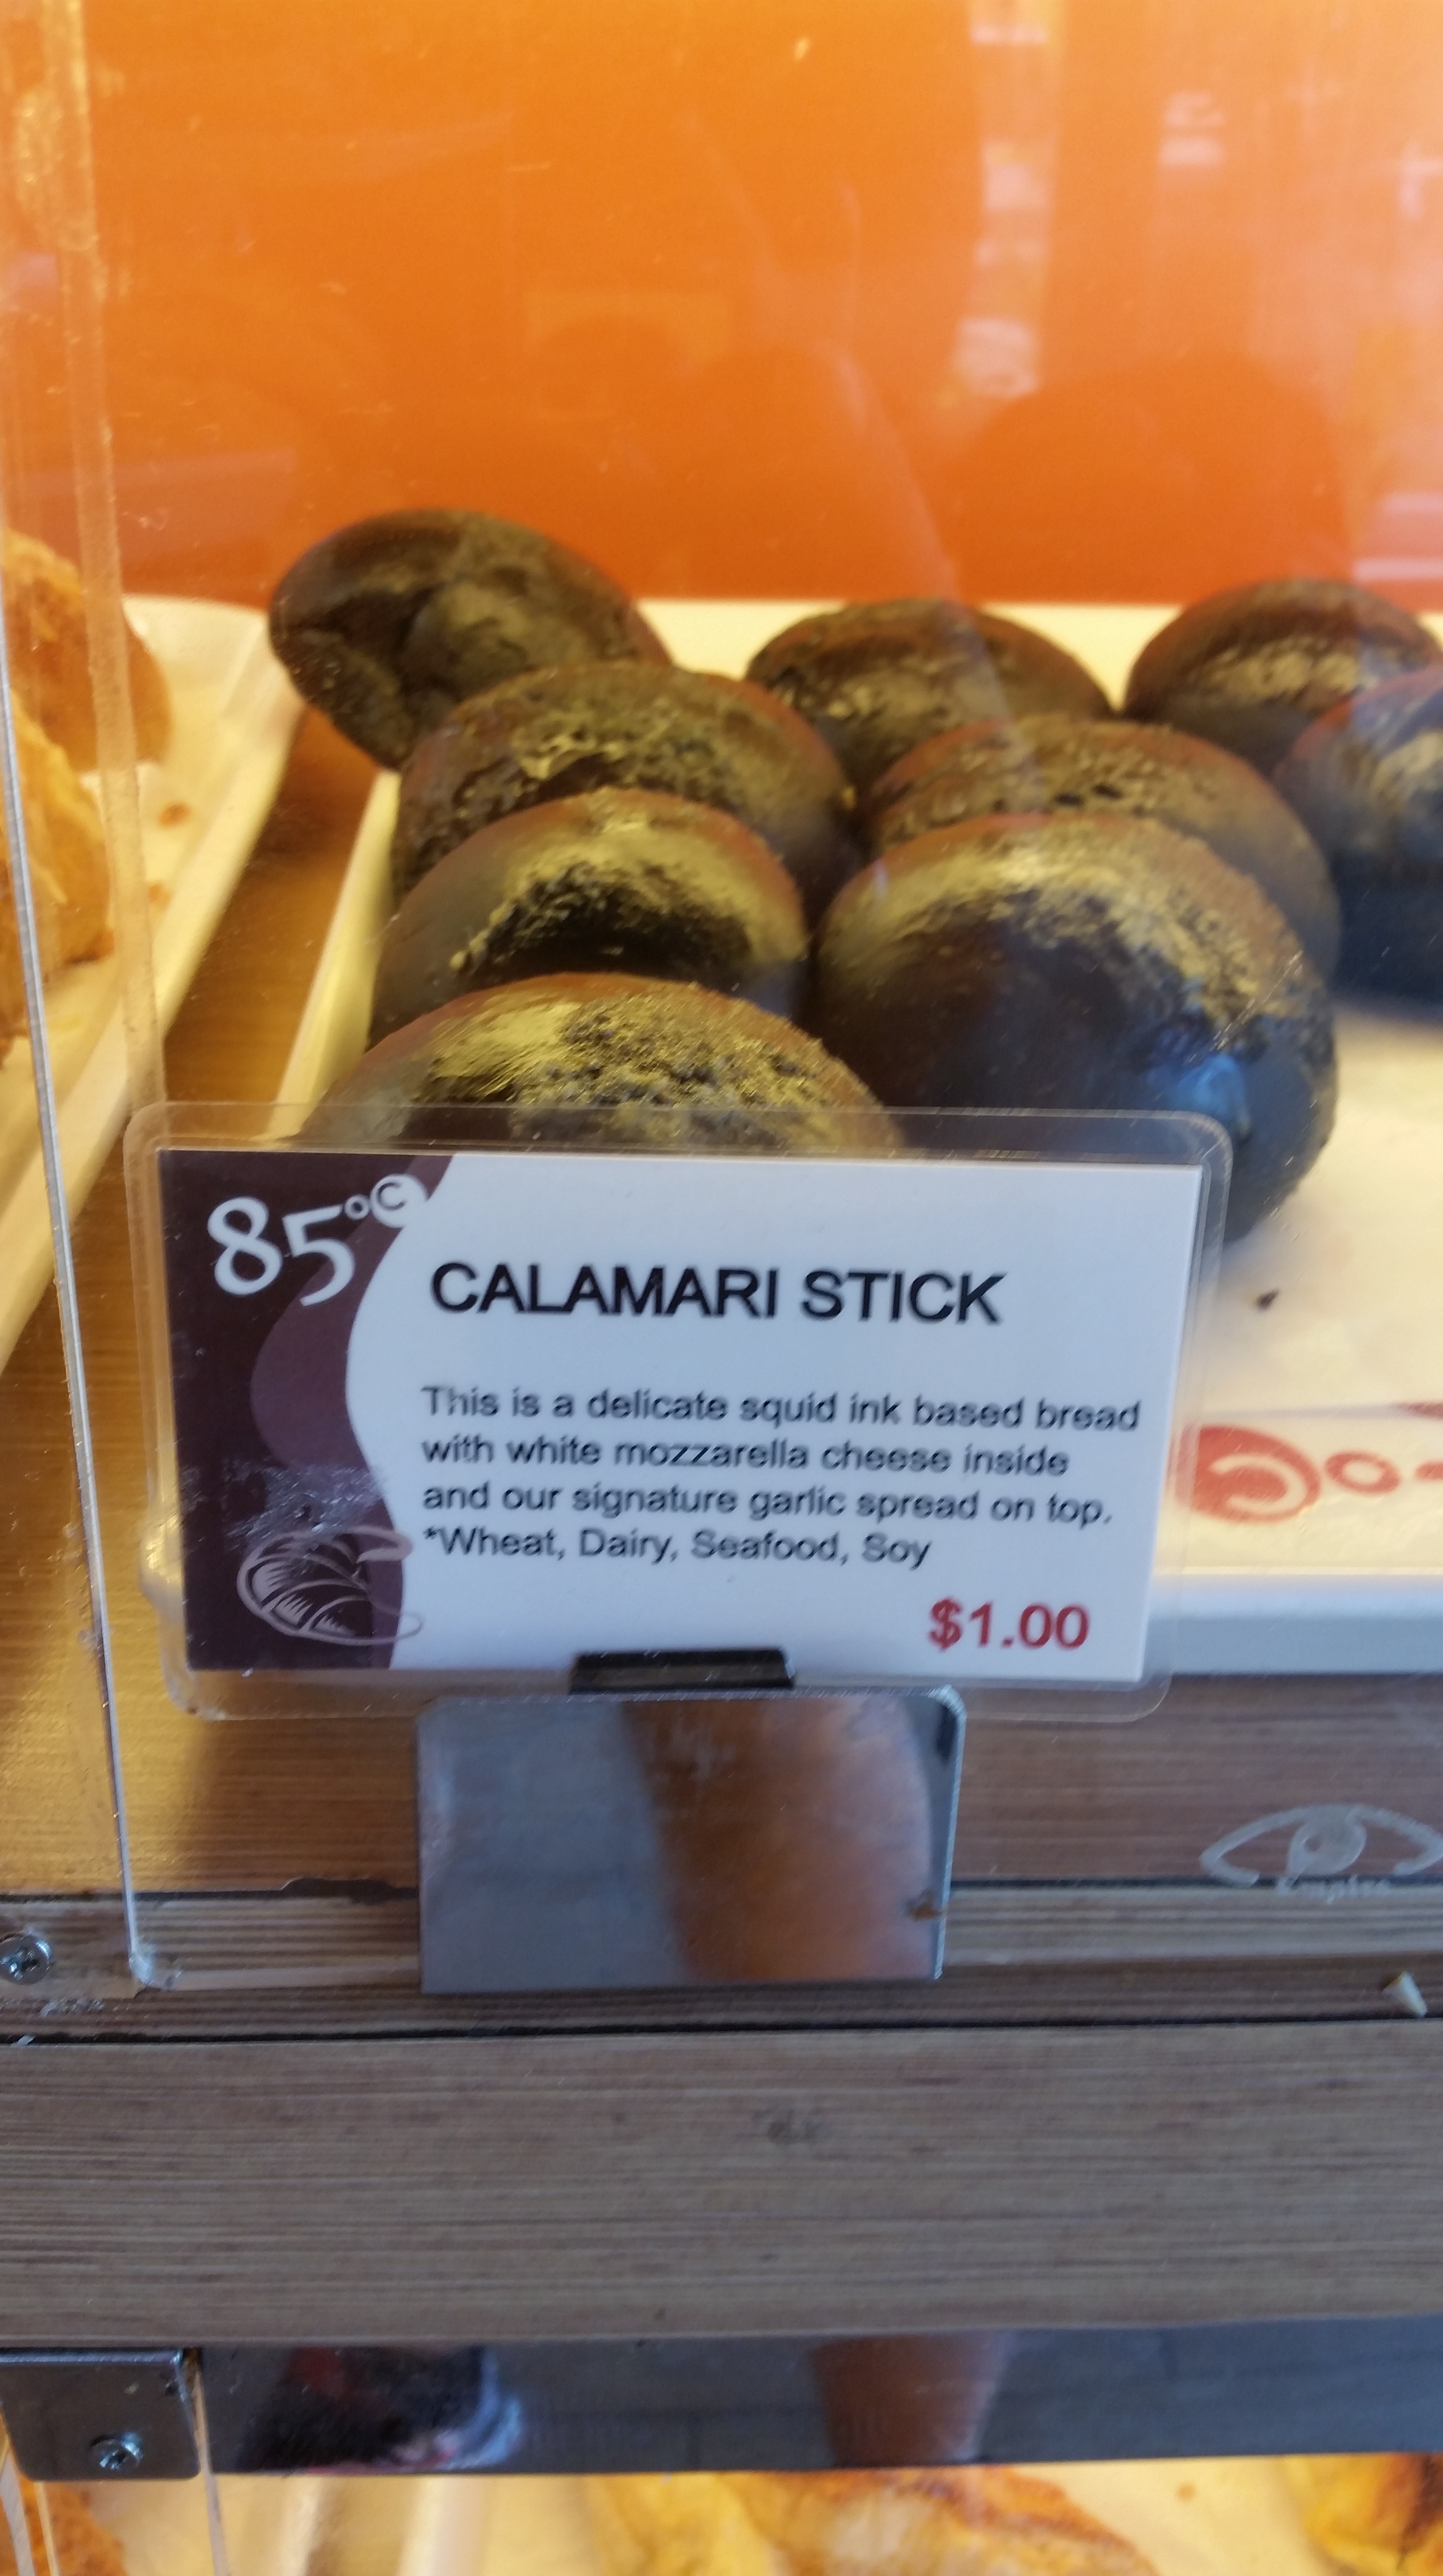 85°C
CALAMARI STICK
This is a delicate squid ink based bread
with white mozzarella cheese inside
and our signature garlic spread on top.
*Wheat, Dairy, Seafood, Soy
$1.00
Empire